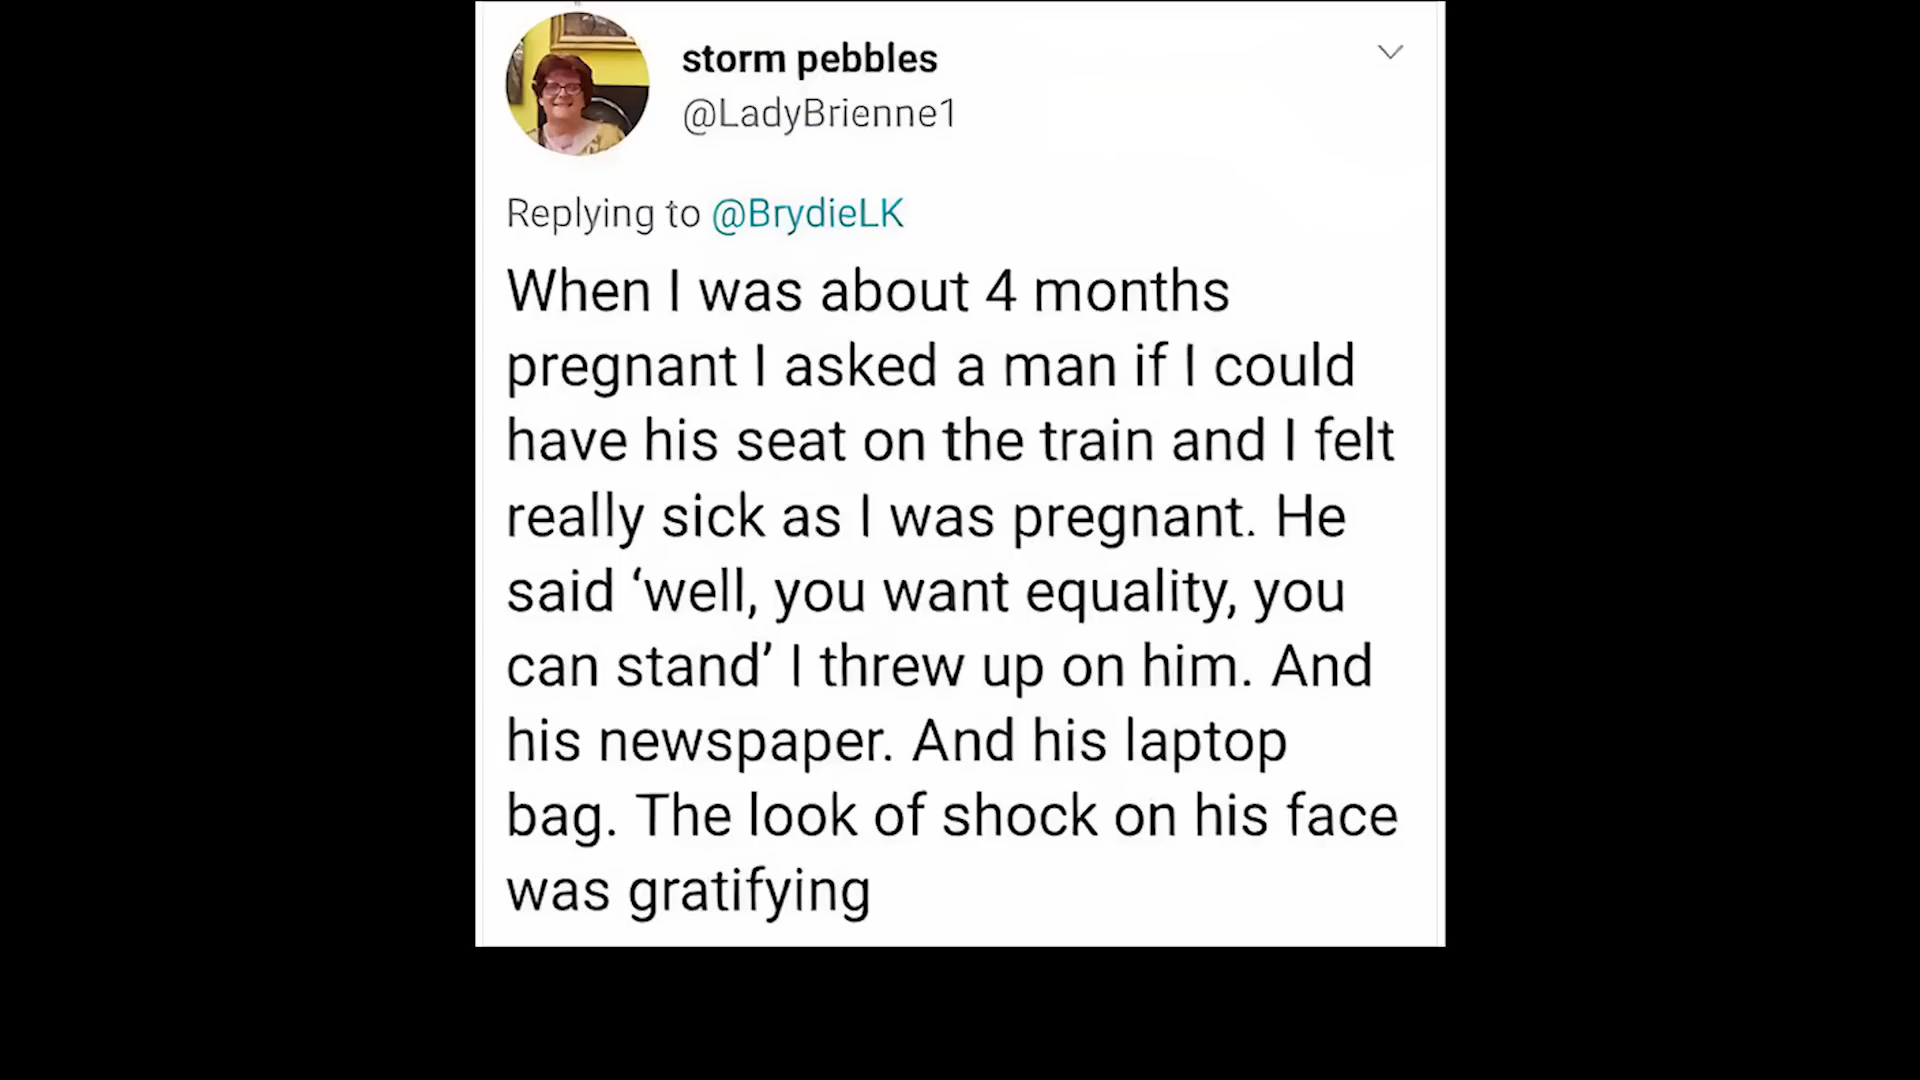 storm pebbles
@LadyBrienne1
Replying to @BrydieLK
When I was about 4 months
pregnant I asked a man if I could
have his seat on the train and I felt
really sick as I was pregnant. He
said ‘well, you want equality, you
can stand’ I threw up on him. And
his newspaper. And his laptop
bag. The look of shock on his face
was gratifying